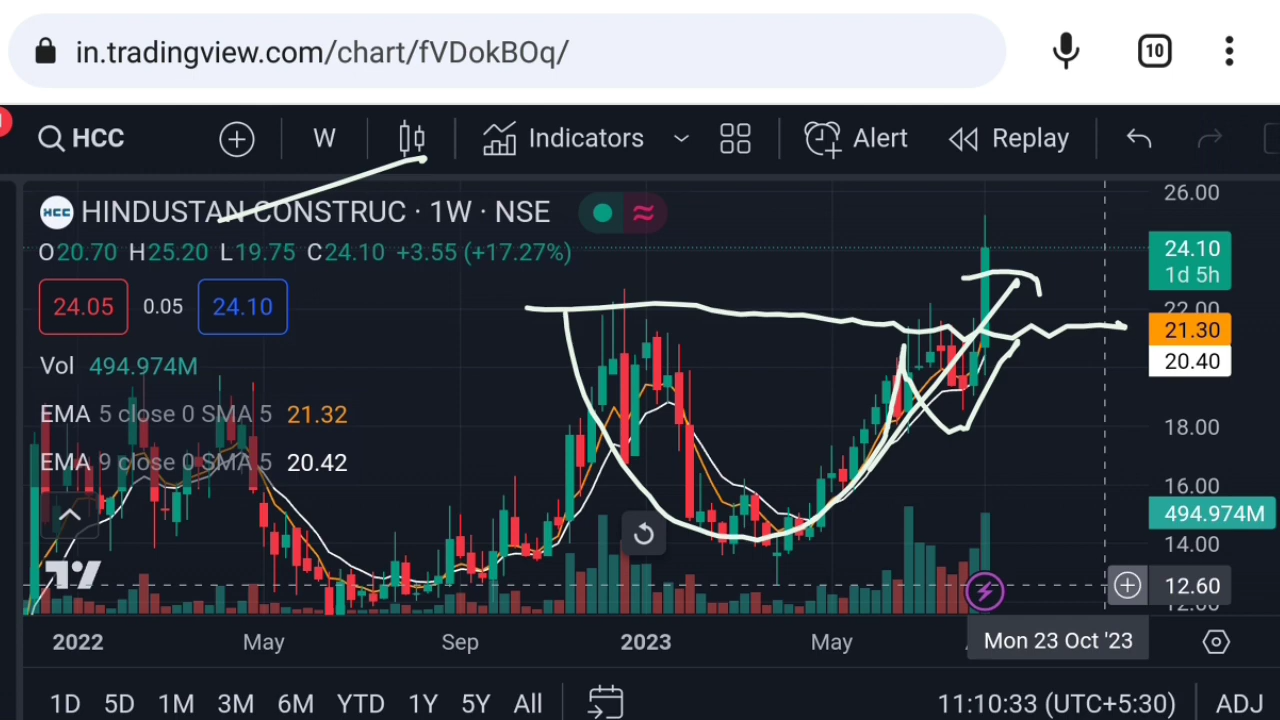 in.tradingview.com/chart/fVDokBOq/ 10
HCC W Indicators Alert Replay
HCC HINDUSTAN CONSTRUC · 1W · NSE
O20.70 H25.20 L19.75 C24.10 +3.55 (+17.27%)
24.05 0.05 24.10
Vol 494.974M
EMA 5 close 0 SMA 5 21.32
EMA 9 close 0 SMA 5 20.42
26.00
24.10
1d 5h
22.00
21.30
20.40
18.00
16.00
494.974M
14.00
12.60
12.00
2022 May Sep 2023 May
Mon 23 Oct '23
1D 5D 1M 3M 6M YTD 1Y 5Y All 11:10:33 (UTC+5:30) ADJ